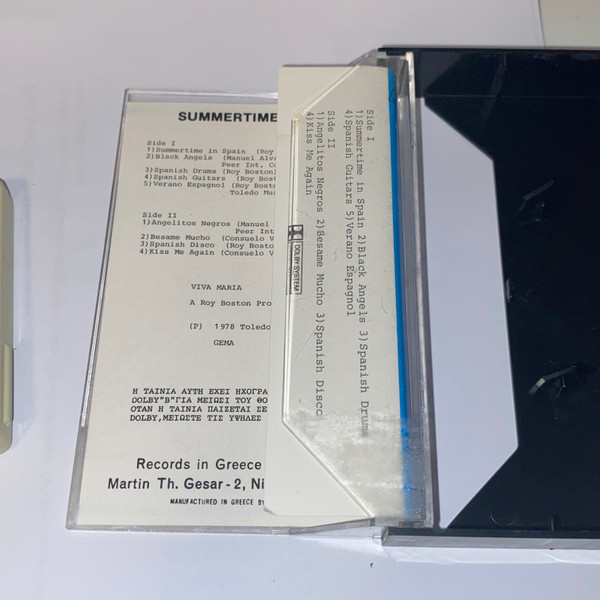 SUMMERTIME
Side I
1)Summertime in Spain (Roy
2)Black Angels (Manuel Alv
Peer Int. Co
3)Spanish Drums (Roy Boston
4)Spanish Guitars (Roy Bost
5)Verano Espagnol (Roy Bost
Toledo Mu
Side II
1)Angelitos Negros (Manuel
Peer Int
2)Besame Mucho (Consuelo V
3)Spanish Disco (Roy Bosto
4)Kiss Me Again (Consuelo V
VIVA MARIA
A Roy Boston Pro
(P) 1978 Toledo
GEMA
Η ΤΑΙΝΙΑ ΑΥΤΗ ΕΧΕΙ ΗΧΟΓΡΑ
DOLBY"B"ΓΙΑ ΜΕΙΩΣΙ ΤΟΥ ΘΟ
ΟΤΑΝ Η ΤΑΙΝΙΑ ΠΑΙΖΕΤΑΙ ΣΕ
DOLBY,ΜΕΙΩΣΤΕ ΤΙΣ ΥΨΗΛΕΣ
Records in Greece
Martin Th. Gesar-2, Ni
MANUFACTURED IN GREECE BY
Side I
1)Summertime in Spain 2)Black Angels 3)Spanish Drums
4)Spanish Guitars 5)Verano Espagnol
Side II
1)Angelitos Negros 2)Besame Mucho 3)Spanish Disco
4)Kiss Me Again
DOLBY SYSTEM